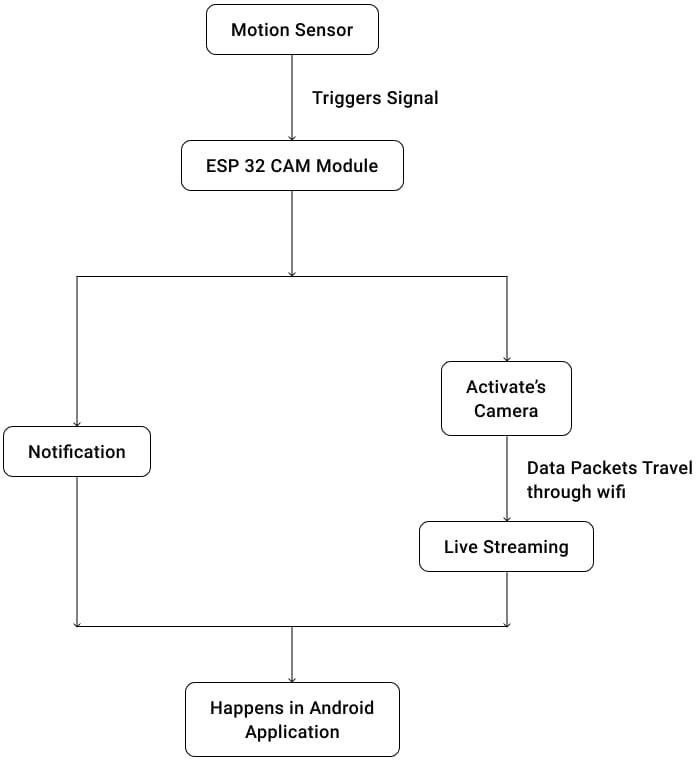 Motion Sensor
Triggers Signal
ESP 32 CAM Module
Activate’s
Camera
Notification
Data Packets Travel
through wifi
Live Streaming
Happens in Android
Application